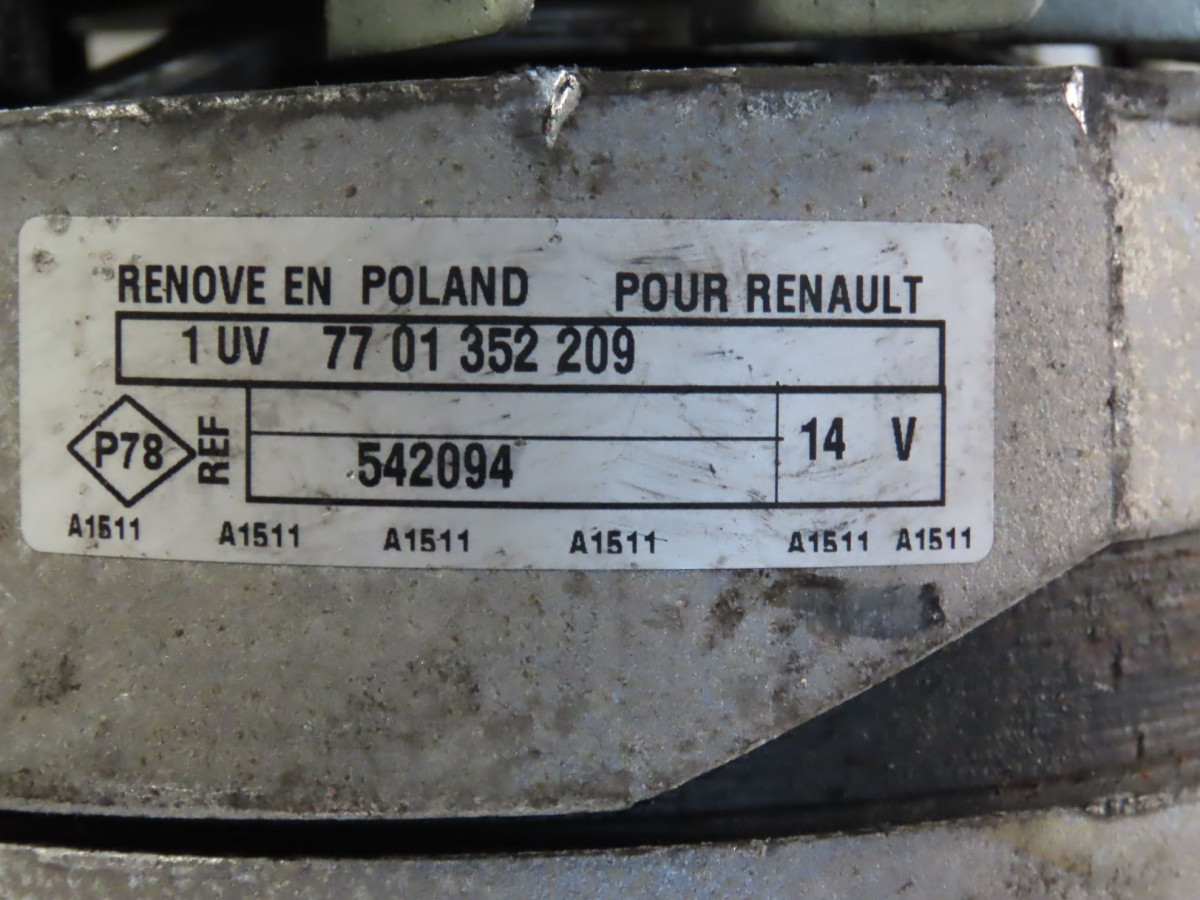 RENOVE EN POLAND POUR RENAULT
1 UV 77 01 352 209
P78 REF 542094 14 V
A1511 A1511 A1511 A1511 A1511 A1511